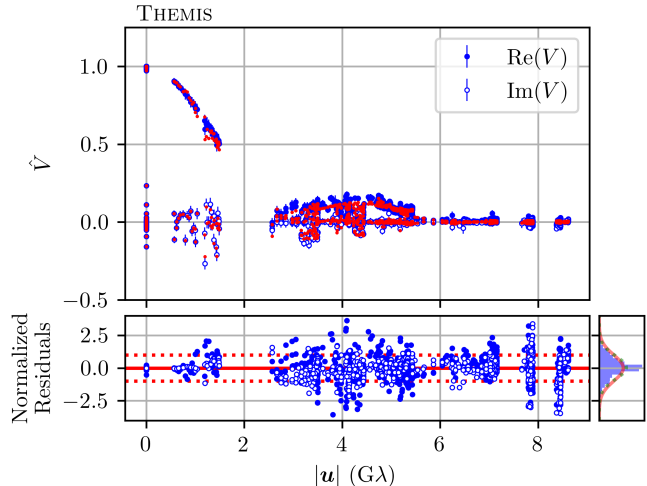 THEMIS
1.0
0.5
0.0
−0.5
V̂
Re(V)
Im(V)
2.5
0.0
−2.5
Normalized
Residuals
0 2 4 6 8
|u| (Gλ)